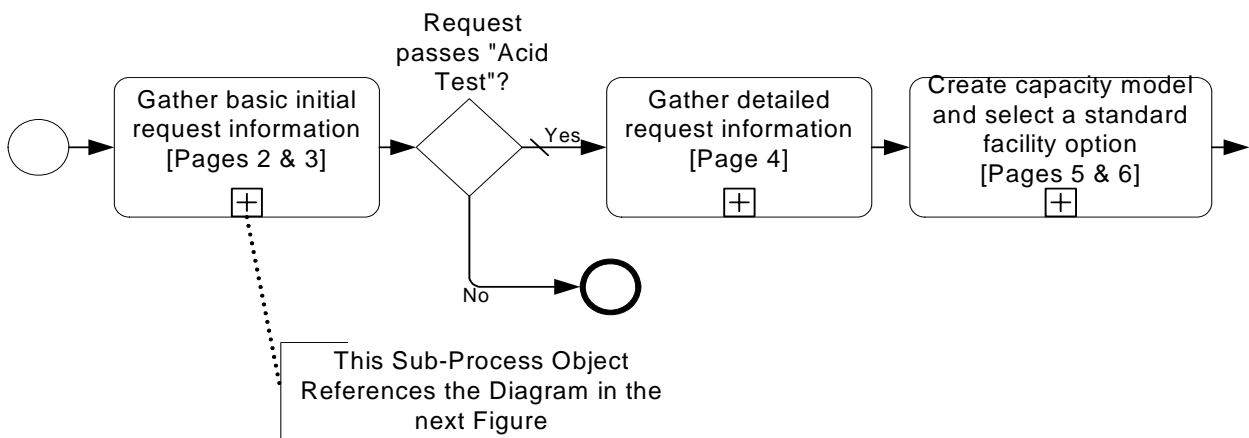 Request
passes "Acid
Test"?
Gather basic initial
request information
[Pages 2 & 3]
Yes
Gather detailed
request information
[Page 4]
Create capacity model
and select a standard
facility option
[Pages 5 & 6]
No
This Sub-Process Object
References the Diagram in the
next Figure